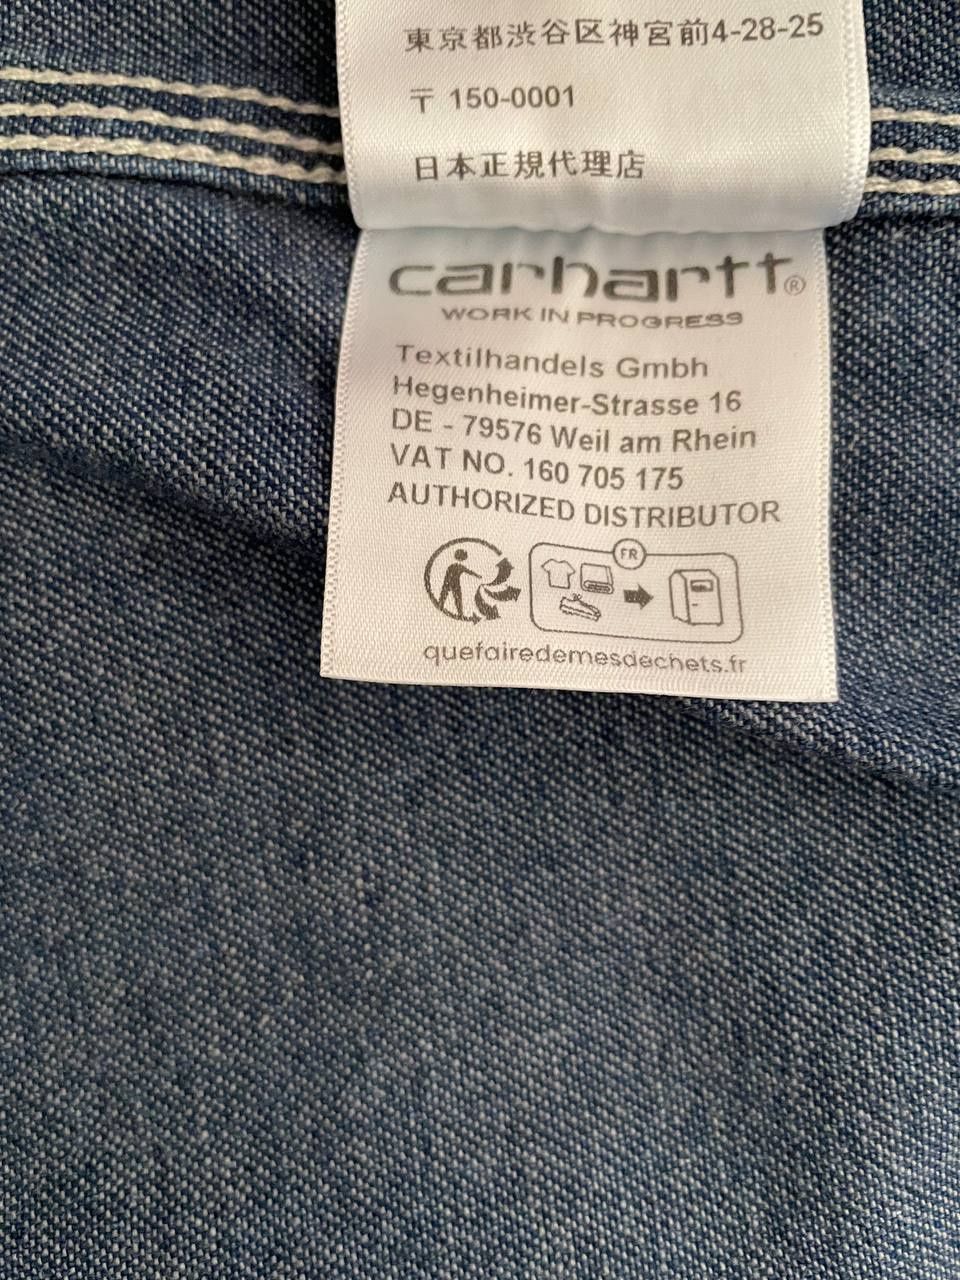 東京都渋谷区神宮前4-28-25
〒 150-0001
日本正規代理店
carhartt®
WORK IN PROGRESS
Textilhandels Gmbh
Hegenheimer-Strasse 16
DE - 79576 Weil am Rhein
VAT NO. 160 705 175
AUTHORIZED DISTRIBUTOR
FR
quefairedemesdechets.fr